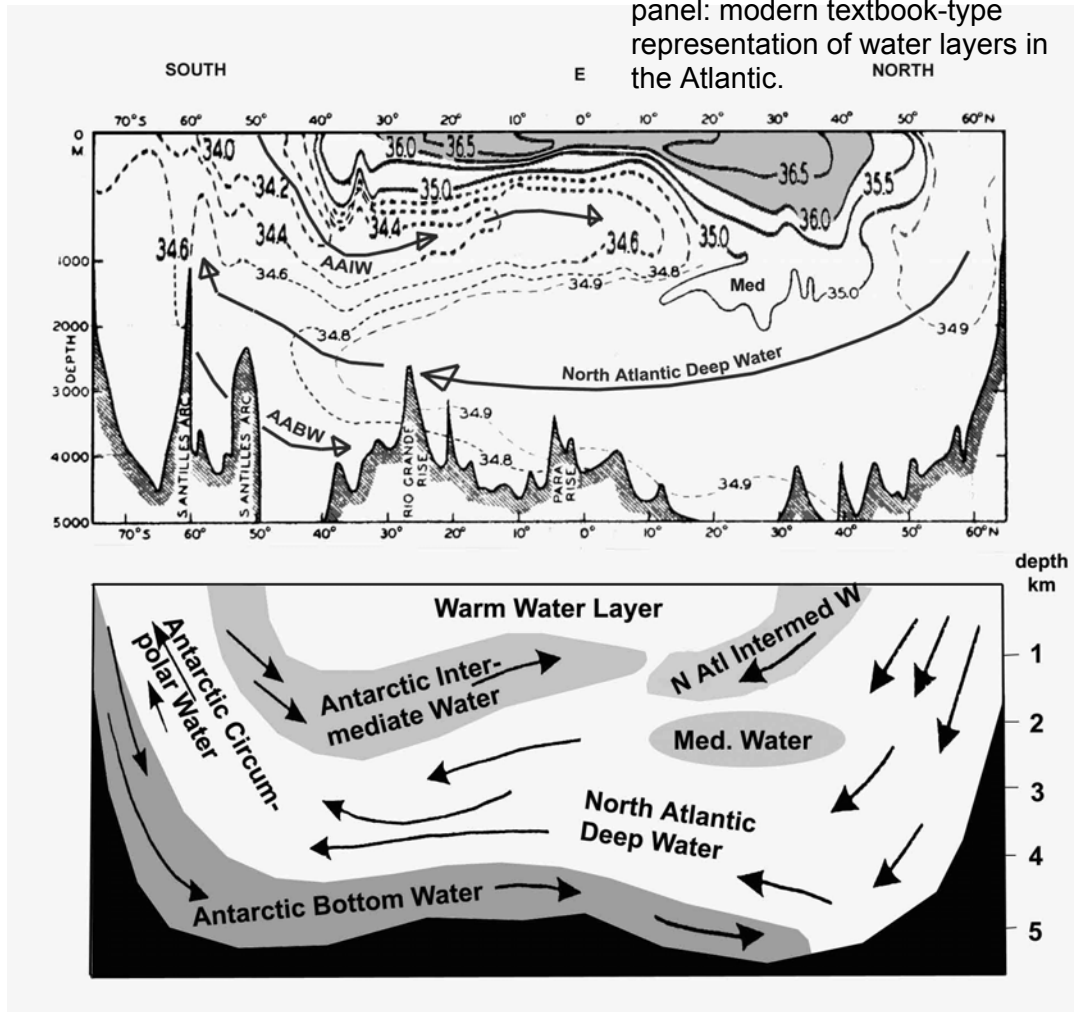 panel: modern textbook-type
representation of water layers in
the Atlantic.
SOUTH E NORTH
70°S 60° 50° 40° 30° 20° 10° 0° 10° 20° 30° 40° 50° 60°N
0
M
1000
2000
3000
4000
5000
DEPTH
34.0
34.2
34.4
34.6
34.6
34.8
36.0
36.5
35.0
34.4
AAIW
34.6
34.8
34.9
35.0
36.5
36.0
35.5
Med
35.0
34.9
North Atlantic Deep Water
AABW
34.9
34.8
34.9
S ANTILLES ARC
S ANTILLES ARC
RIO GRANDE
RISE
PARA
RISE
70°S 60° 50° 40° 30° 20° 10° 0° 10° 20° 30° 40° 50° 60°N
depth
km
1
2
3
4
5
Warm Water Layer
Antarctic Circum-
polar Water
Antarctic Inter-
mediate Water
N Atl Intermed W
Med. Water
North Atlantic
Deep Water
Antarctic Bottom Water